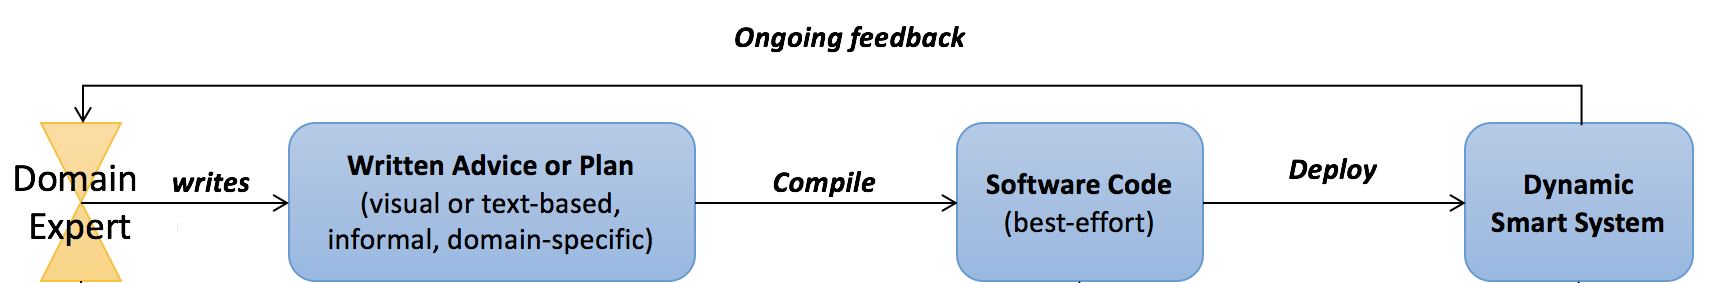 Ongoing feedback
Domain
Expert
writes
Written Advice or Plan
(visual or text-based,
informal, domain-specific)
Compile
Software Code
(best-effort)
Deploy
Dynamic
Smart System